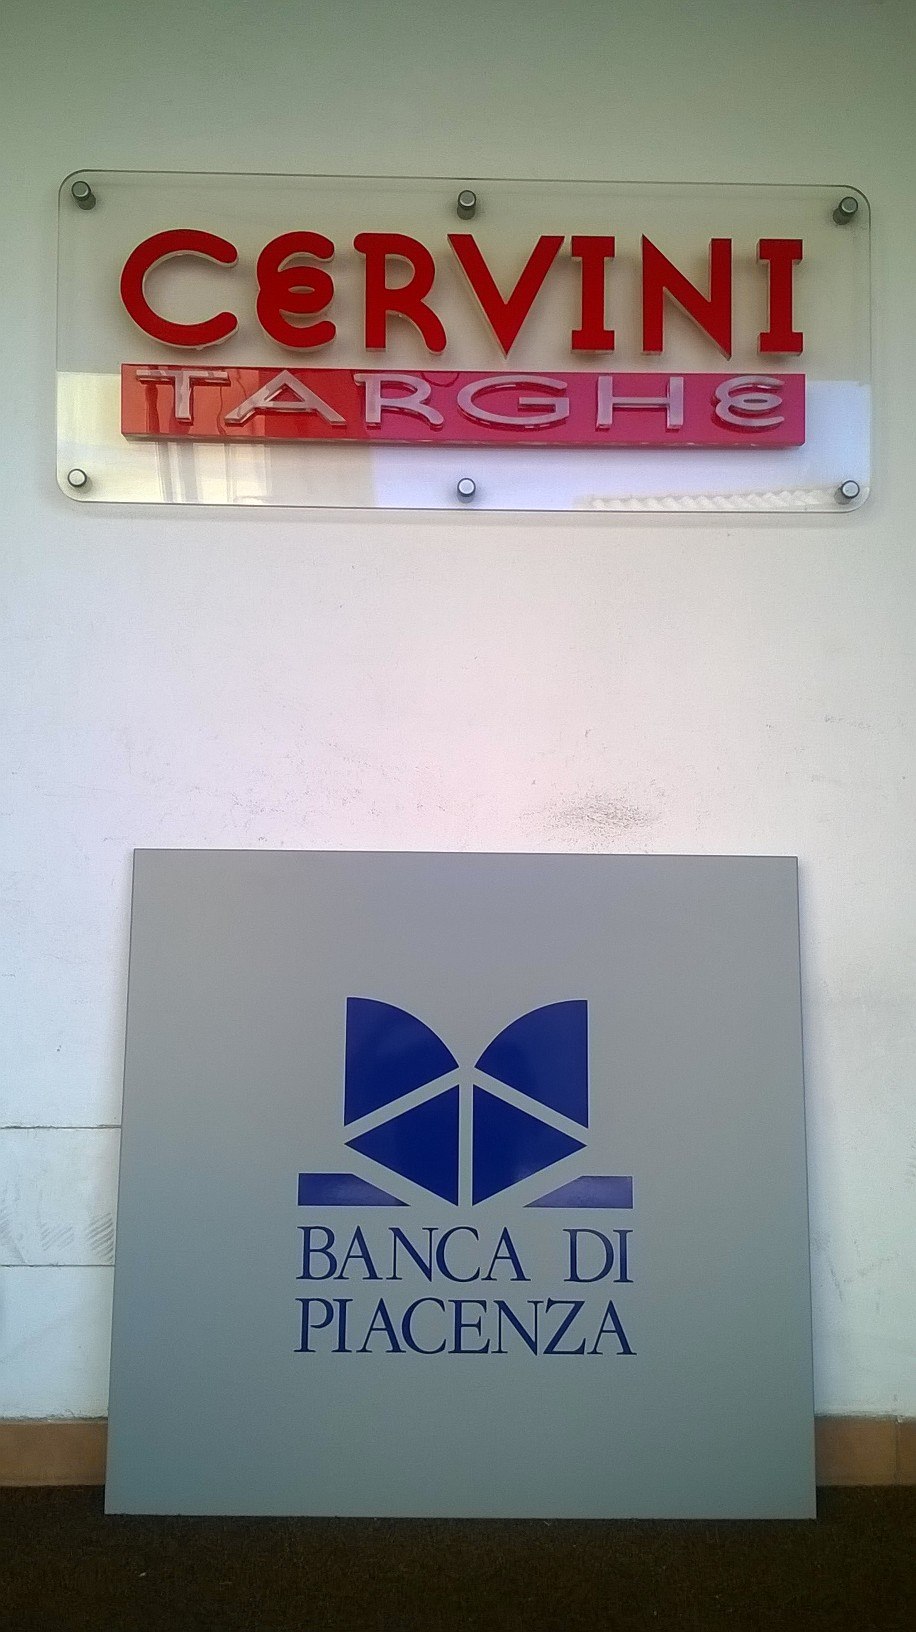 CERVINI
TARGHE
BANCA DI
PIACENZA